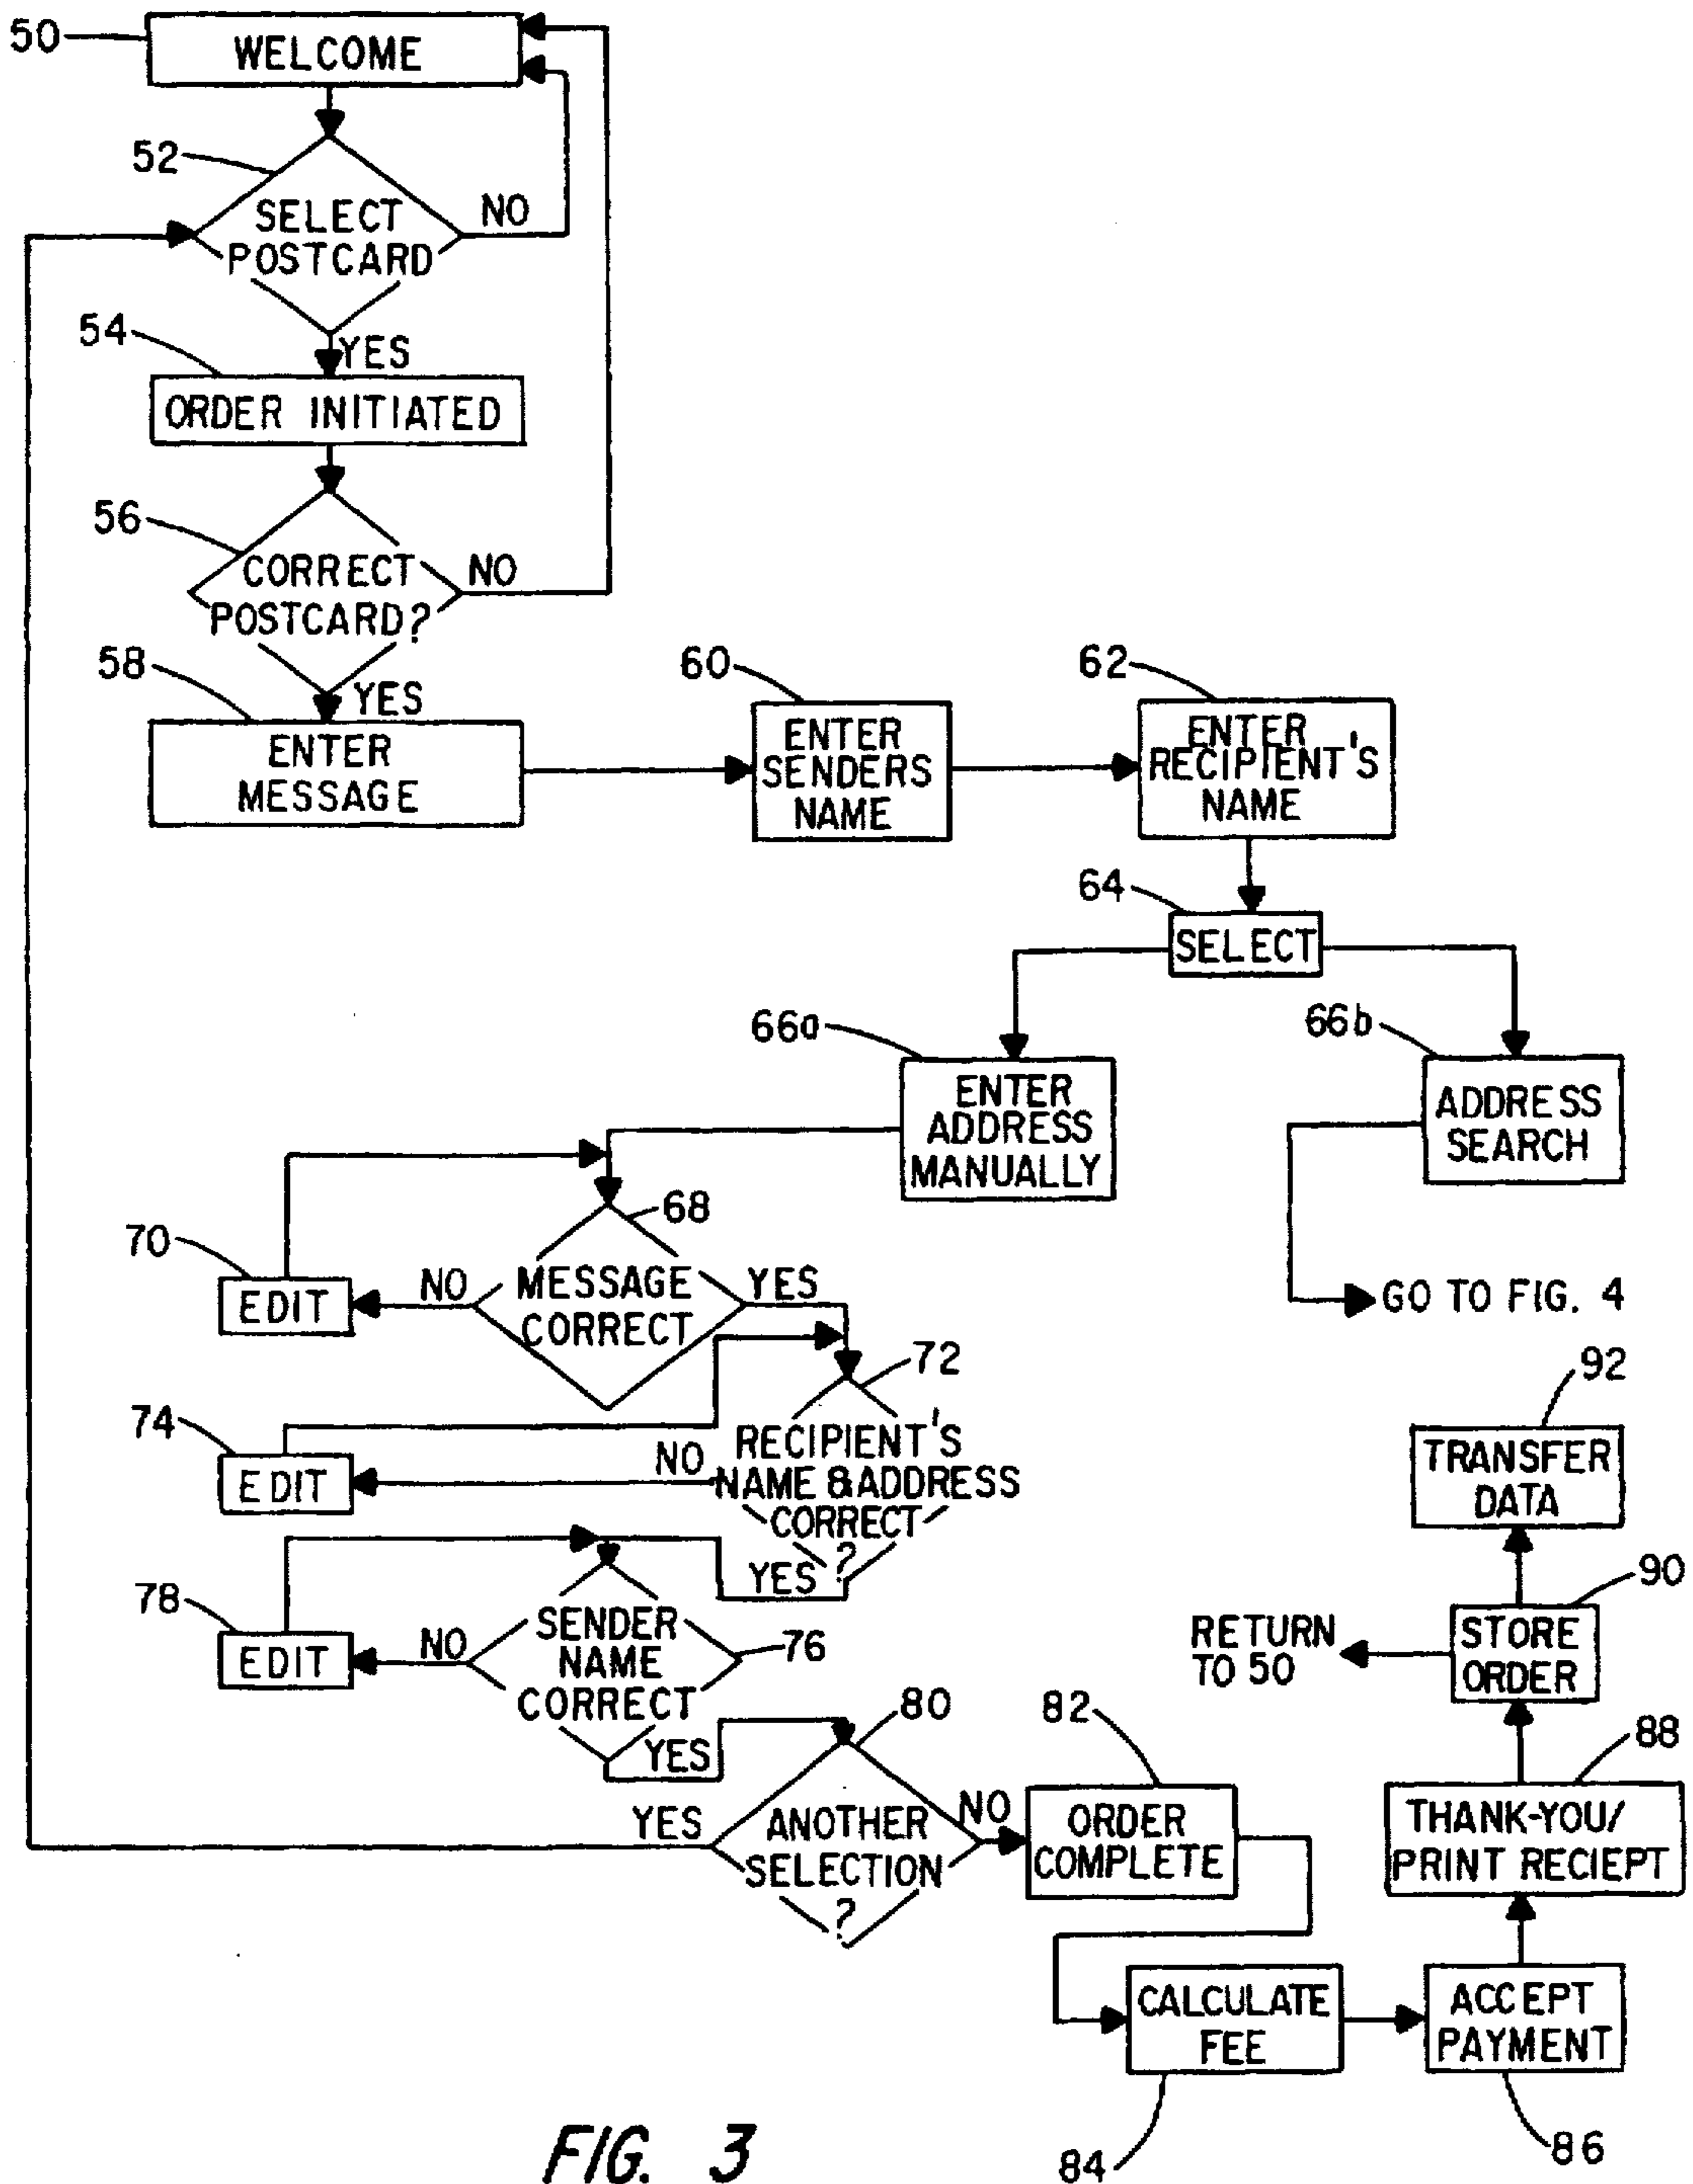 50
WELCOME
52
SELECT
POSTCARD
NO
54
YES
ORDER INITIATED
56
CORRECT
POSTCARD?
NO
58
YES
ENTER
MESSAGE
60
ENTER
SENDERS
NAME
62
ENTER
RECIPIENT'S
NAME
64
SELECT
66a
ENTER
ADDRESS
MANUALLY
66b
ADDRESS
SEARCH
GO TO FIG. 4
68
MESSAGE
CORRECT
NO
YES
70
EDIT
72
RECIPIENT'S
NAME & ADDRESS
CORRECT
?
NO
YES
74
EDIT
76
SENDER
NAME
CORRECT
NO
YES
78
EDIT
80
ANOTHER
SELECTION
?
YES
NO
82
ORDER
COMPLETE
84
CALCULATE
FEE
86
ACCEPT
PAYMENT
88
THANK-YOU/
PRINT RECIEPT
90
STORE
ORDER
RETURN
TO 50
92
TRANSFER
DATA
FIG. 3